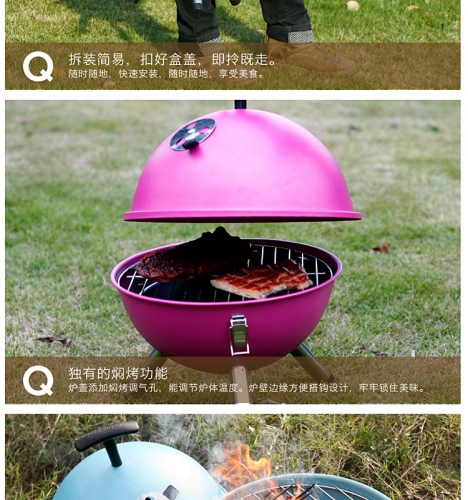 Q
拆装简易，扣好盒盖，即拎既走。
随时随地，快速安装，随时随地，享受美食。
Q
独有的焖烤功能
炉盖添加焖烤调气孔，能调节炉体温度。炉壁边缘方便搭钩设计，牢牢锁住美味。